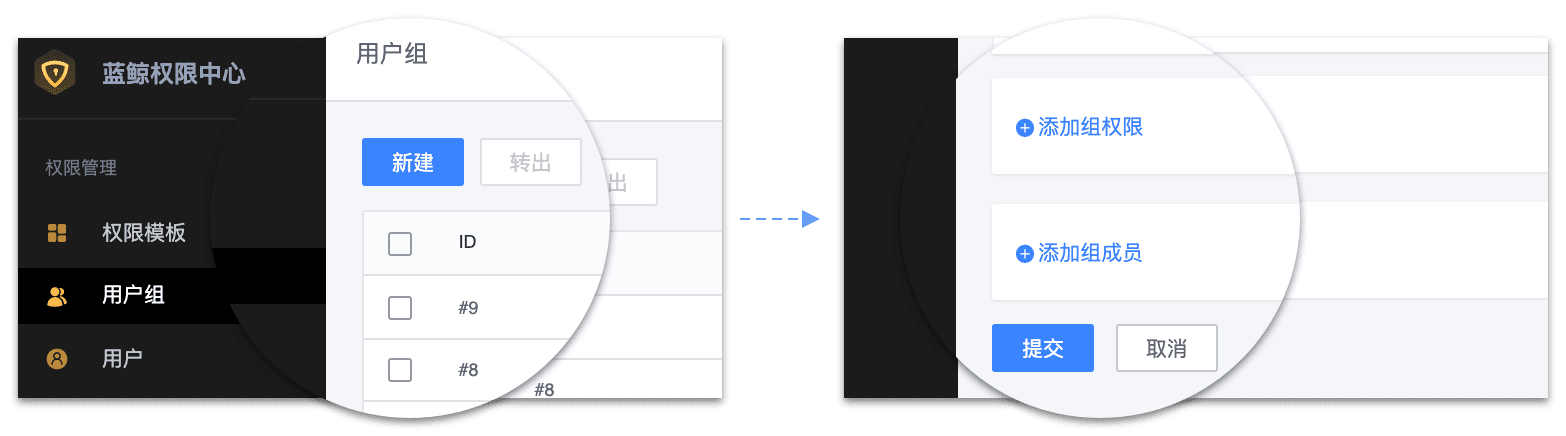 蓝鲸权限中心
权限管理
权限模板
用户组
用户
用户组
新建
转出
出
ID
#9
#8
#8
添加组权限
添加组成员
提交
取消